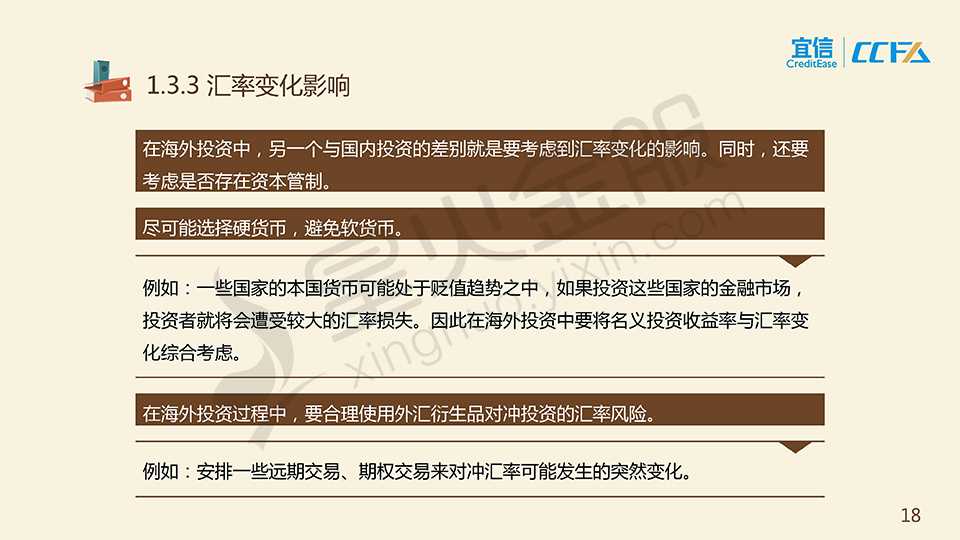 宜信
CreditEase
CCFA
1.3.3 汇率变化影响
在海外投资中，另一个与国内投资的差别就是要考虑到汇率变化的影响。同时，还要
考虑是否存在资本管制。
尽可能选择硬货币，避免软货币。
例如：一些国家的本国货币可能处于贬值趋势之中，如果投资这些国家的金融市场，
投资者就将会遭受较大的汇率损失。因此在海外投资中要将名义投资收益率与汇率变
化综合考虑。
在海外投资过程中，要合理使用外汇衍生品对冲投资的汇率风险。
例如：安排一些远期交易、期权交易来对冲汇率可能发生的突然变化。
星火金服
xinghuo.yixin.com
18